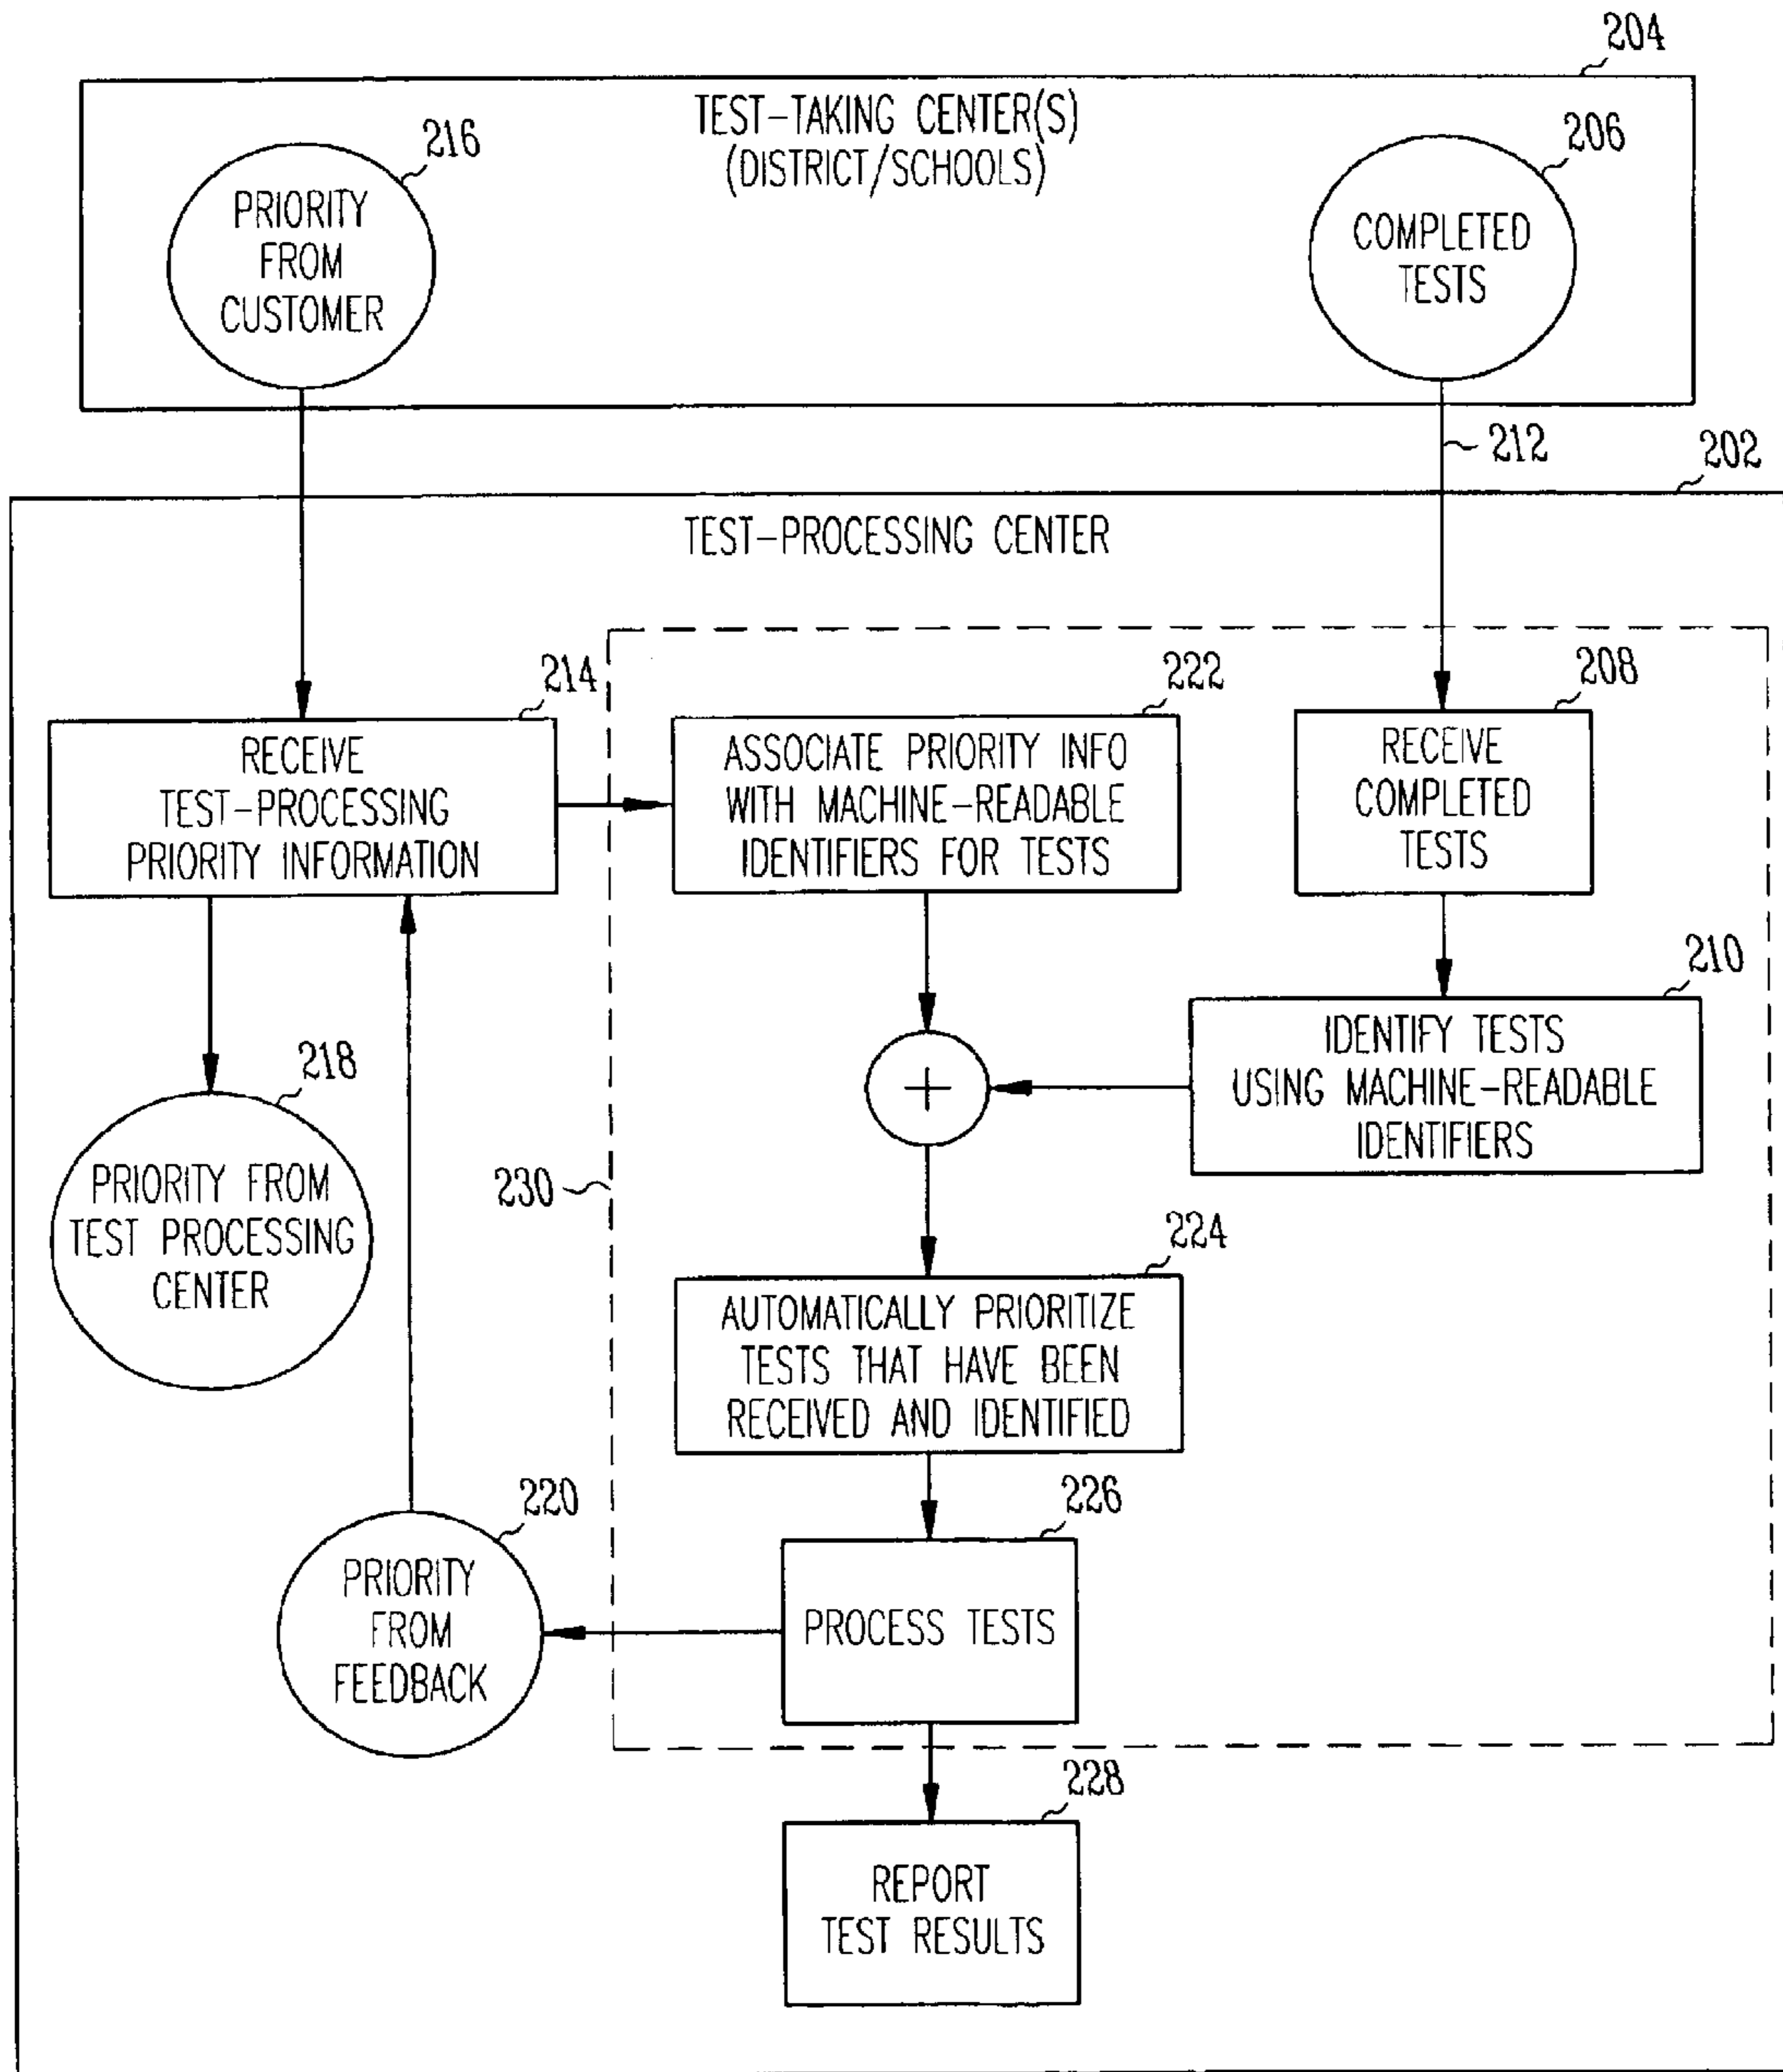 204
TEST-TAKING CENTER(S)
(DISTRICT/SCHOOLS)
216
PRIORITY
FROM
CUSTOMER
206
COMPLETED
TESTS
212
202
TEST-PROCESSING CENTER
214
RECEIVE
TEST-PROCESSING
PRIORITY INFORMATION
222
ASSOCIATE PRIORITY INFO
WITH MACHINE-READABLE
IDENTIFIERS FOR TESTS
208
RECEIVE
COMPLETED
TESTS
210
IDENTIFY TESTS
USING MACHINE-READABLE
IDENTIFIERS
+
218
PRIORITY FROM
TEST PROCESSING
CENTER
230
224
AUTOMATICALLY PRIORITIZE
TESTS THAT HAVE BEEN
RECEIVED AND IDENTIFIED
220
PRIORITY
FROM
FEEDBACK
226
PROCESS TESTS
228
REPORT
TEST RESULTS